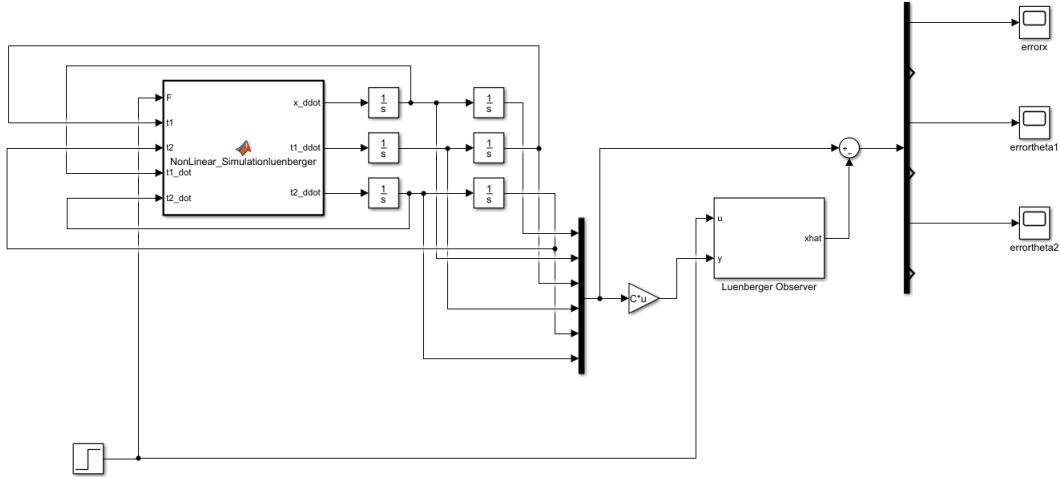 errorx
F
x_ddot
1
s
1
s
t1
t2
NonLinear_Simulationluenberger
t1_ddot
1
s
1
s
errortheta1
t1_dot
t2_dot
t2_ddot
1
s
1
s
+
−
u
y
xhat
Luenberger Observer
errortheta2
C*u